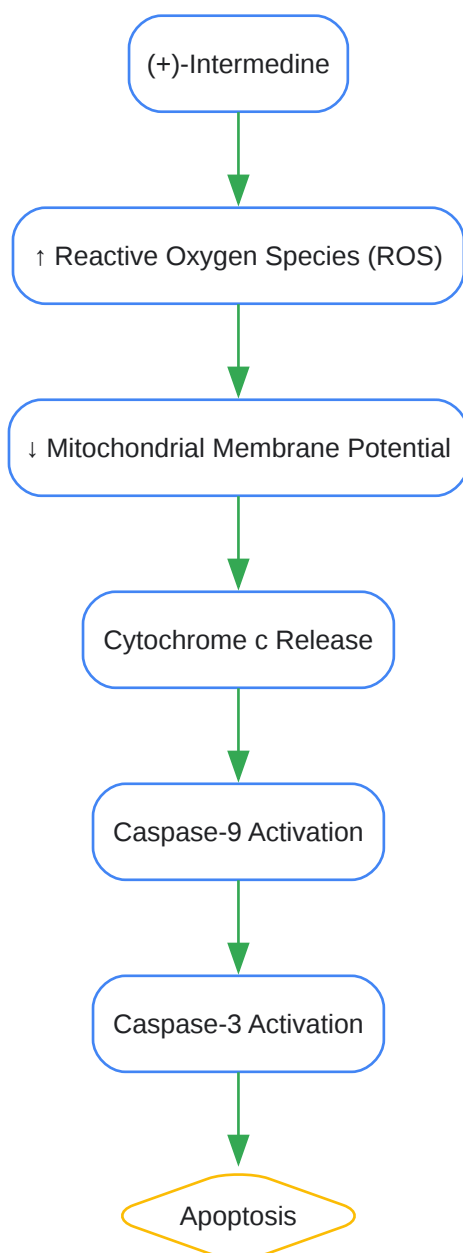 (+)-Intermedine
↑ Reactive Oxygen Species (ROS)
↓ Mitochondrial Membrane Potential
Cytochrome c Release
Caspase-9 Activation
Caspase-3 Activation
Apoptosis